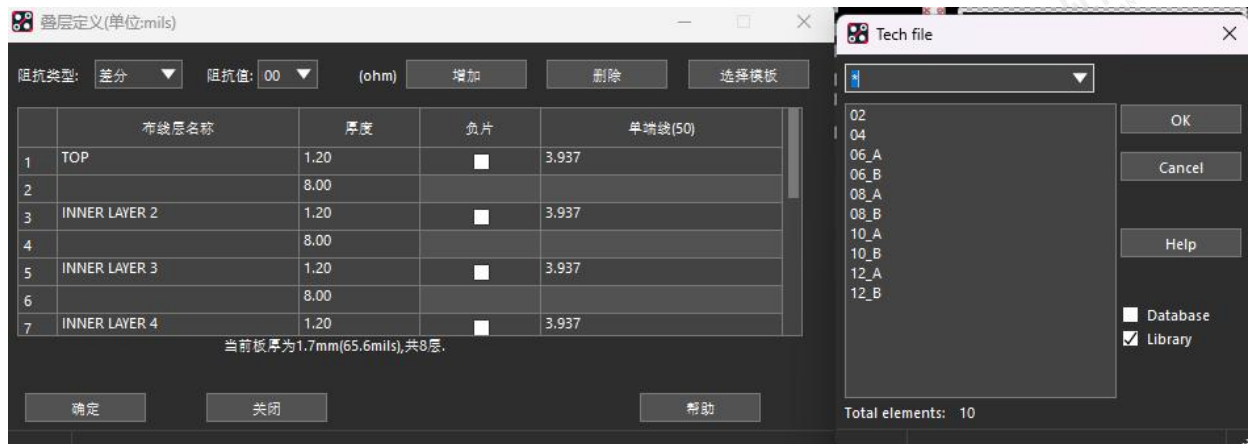 叠层定义(单位:mils)
阻抗类型: 差分 阻抗值: 00 (ohm) 增加 删除 选择模板
布线层名称 厚度 负片 单端线(50)
1 TOP 1.20 3.937
2 8.00
3 INNER LAYER 2 1.20 3.937
4 8.00
5 INNER LAYER 3 1.20 3.937
6 8.00
7 INNER LAYER 4 1.20 3.937
当前板厚为1.7mm(65.6mils),共8层.
确定 关闭 帮助
Tech file
*
02
04
06_A
06_B
08_A
08_B
10_A
10_B
12_A
12_B
OK
Cancel
Help
Database
Library
Total elements: 10